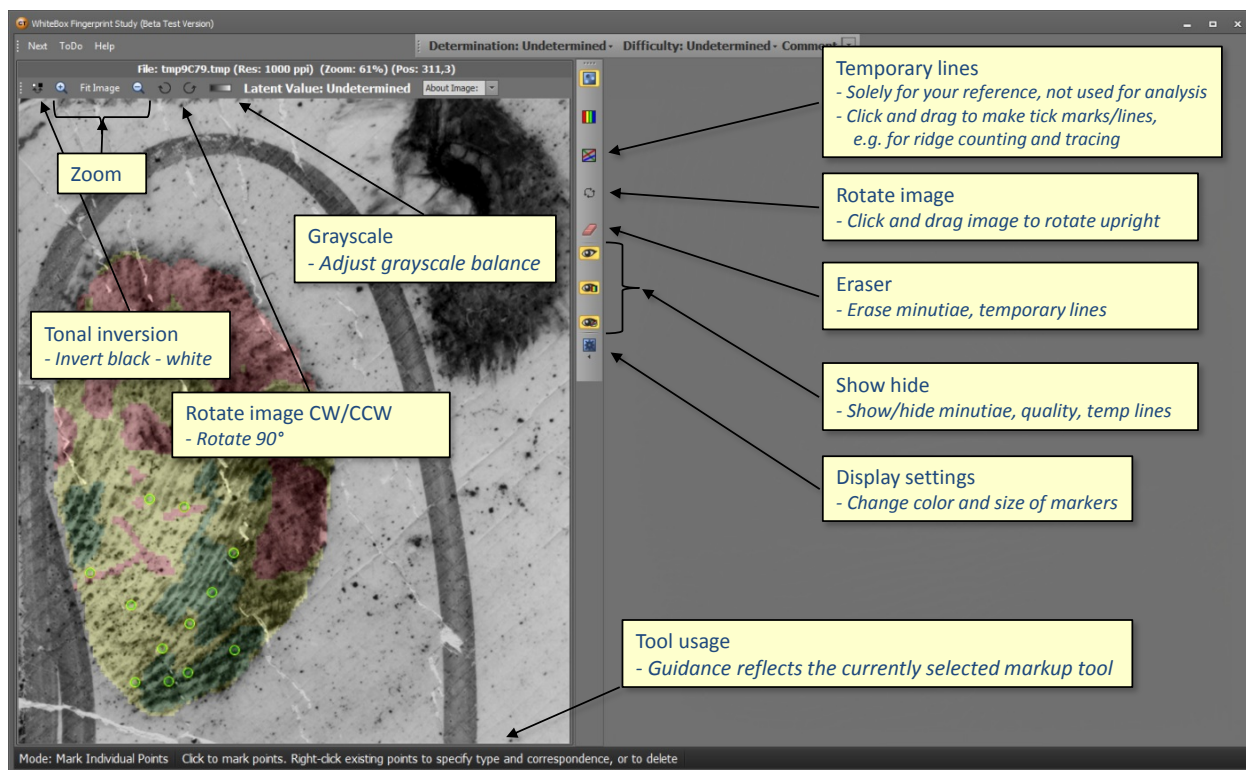 WhiteBox Fingerprint Study (Beta Test Version)
Next ToDo Help
Determination: Undetermined - Difficulty: Undetermined - Comment
File: tmp9C79.tmp (Res: 1000 ppi) (Zoom: 61%) (Pos: 311,3)
Fit Image
Latent Value: Undetermined
About Image:
Zoom
Grayscale
- Adjust grayscale balance
Tonal inversion
- Invert black - white
Rotate image CW/CCW
- Rotate 90°
Temporary lines
- Solely for your reference, not used for analysis
- Click and drag to make tick marks/lines,
e.g. for ridge counting and tracing
Rotate image
- Click and drag image to rotate upright
Eraser
- Erase minutiae, temporary lines
Show hide
- Show/hide minutiae, quality, temp lines
Display settings
- Change color and size of markers
Tool usage
- Guidance reflects the currently selected markup tool
Mode: Mark Individual Points Click to mark points. Right-click existing points to specify type and correspondence, or to delete